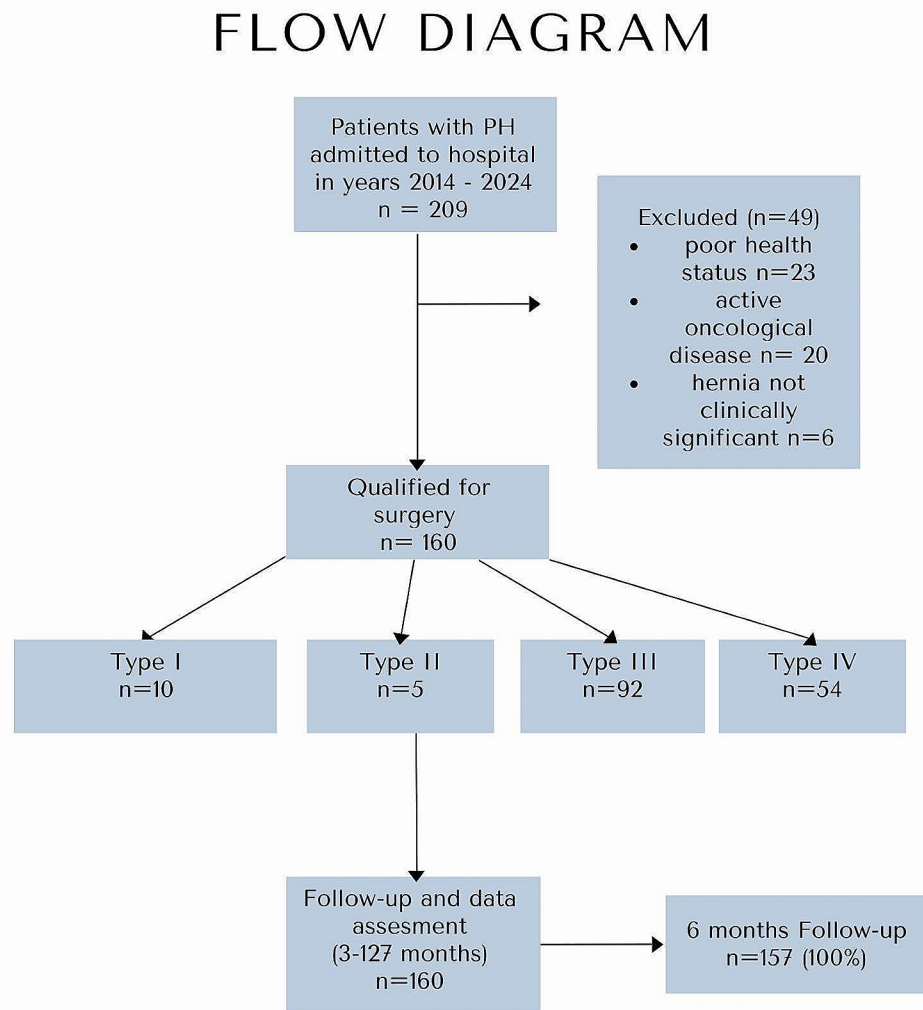 FLOW DIAGRAM
Patients with PH
admitted to hospital
in years 2014 - 2024
n = 209
Excluded (n=49)
• poor health
status n=23
• active
oncological
disease n= 20
• hernia not
clinically
significant n=6
Qualified for
surgery
n= 160
Type I
n=10
Type II
n=5
Type III
n=92
Type IV
n=54
Follow-up and data
assesment
(3-127 months)
n=160
6 months Follow-up
n=157 (100%)